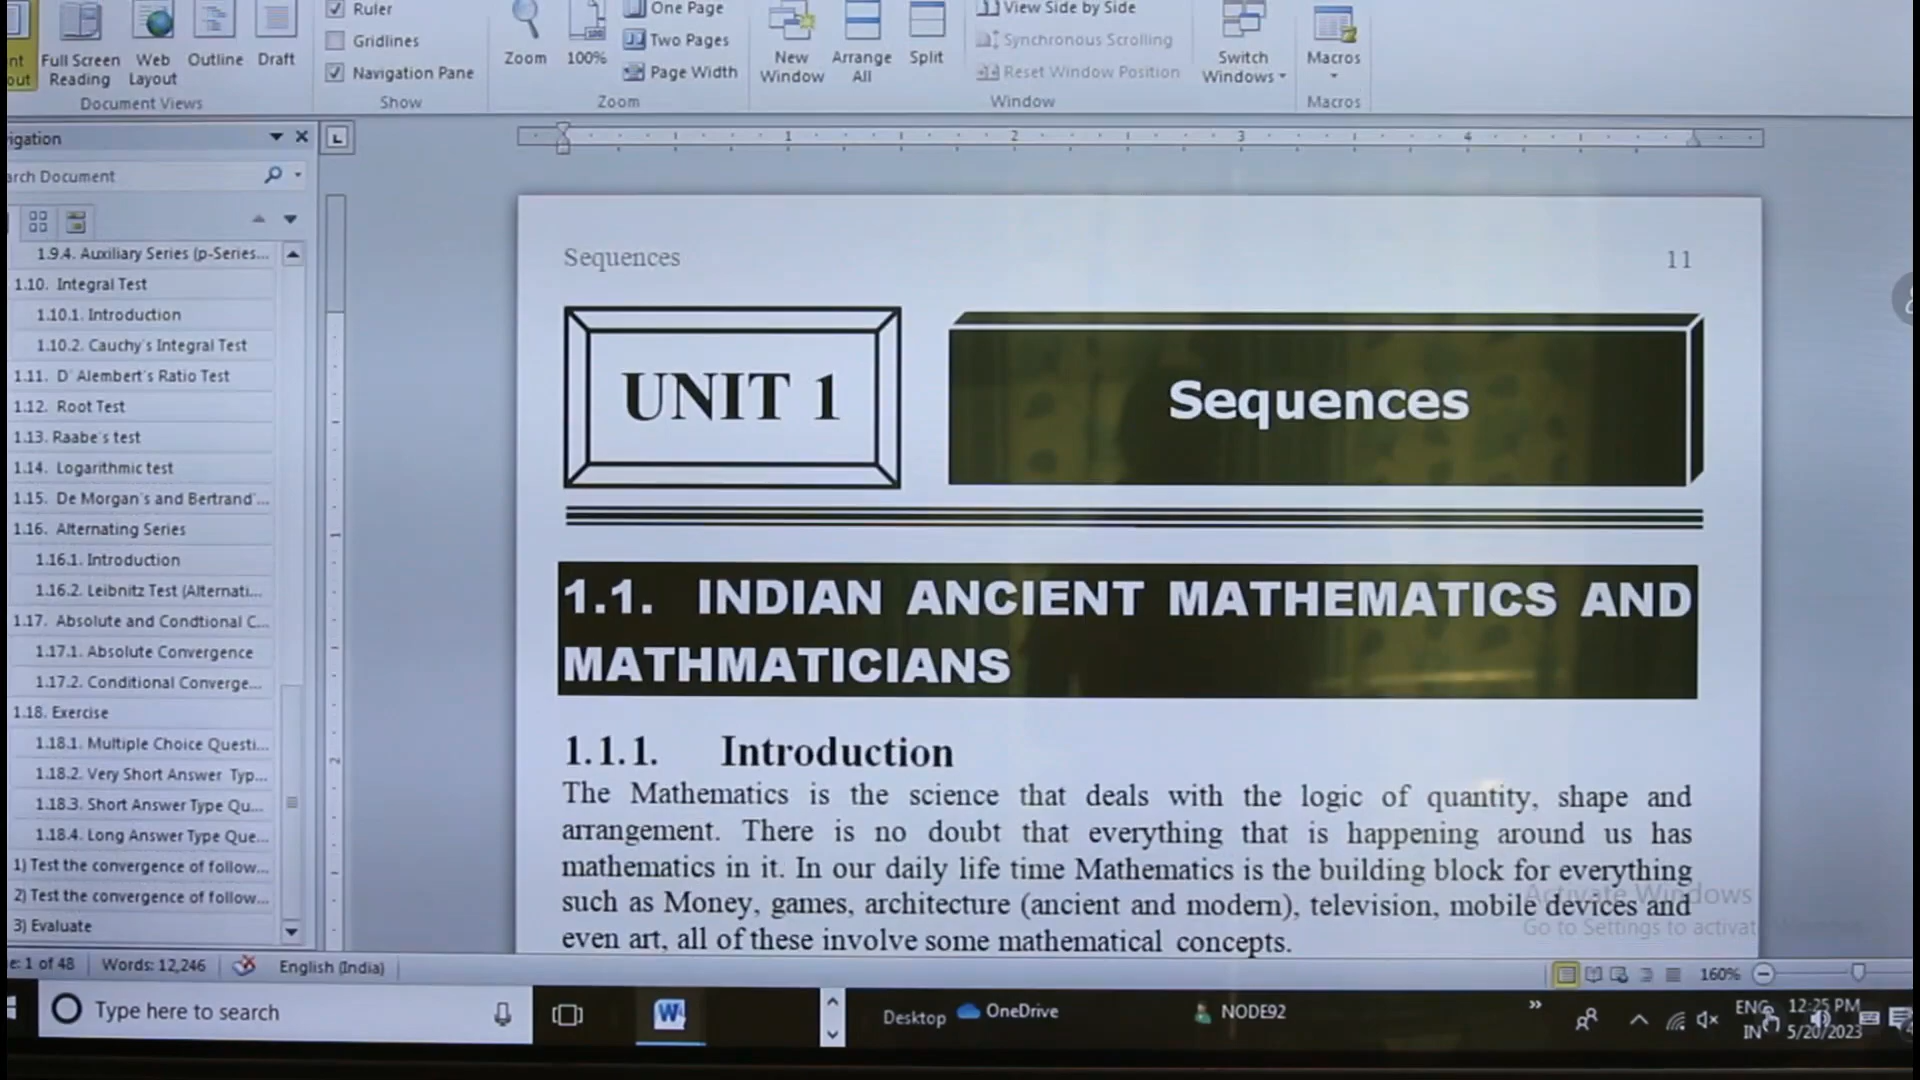 Ruler
One Page
View Side by Side
Gridlines
Two Pages
Synchronous Scrolling
Full Screen Reading
Web Layout
Outline
Draft
Navigation Pane
Zoom
100%
Page Width
New Window
Arrange All
Split
Reset Window Position
Switch Windows
Macros
Document Views
Show
Zoom
Window
Macros
1 2 3 4
1.9.4. Auxiliary Series (p-Series...
1.10. Integral Test
1.10.1. Introduction
1.10.2. Cauchy's Integral Test
1.11. D' Alembert's Ratio Test
1.12. Root Test
1.13. Raabe's test
1.14. Logarithmic test
1.15. De Morgan's and Bertrand'...
1.16. Alternating Series
1.16.1. Introduction
1.16.2. Leibnitz Test (Alternati...
1.17. Absolute and Condtional C...
1.17.1. Absolute Convergence
1.17.2. Conditional Converge...
1.18. Exercise
1.18.1. Multiple Choice Questi...
1.18.2. Very Short Answer Typ...
1.18.3. Short Answer Type Qu...
1.18.4. Long Answer Type Que...
1) Test the convergence of follow...
2) Test the convergence of follow...
3) Evaluate
Sequences 11
UNIT 1
Sequences
1.1. INDIAN ANCIENT MATHEMATICS AND
MATHMATICIANS
1.1.1. Introduction
The Mathematics is the science that deals with the logic of quantity, shape and
arrangement. There is no doubt that everything that is happening around us has
mathematics in it. In our daily life time Mathematics is the building block for everything
such as Money, games, architecture (ancient and modern), television, mobile devices and
even art, all of these involve some mathematical concepts.
Activate Windows
Go to Settings to activate Windows
1 of 48 Words: 12,246 English (India) 160%
Type here to search
Desktop OneDrive NODE92
ENG 12:25 PM
IN 5/20/2023